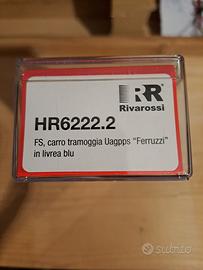 RR
Rivarossi
HR6222.2
FS, carro tramoggia Uagpps "Ferruzzi"
in livrea blu
subito